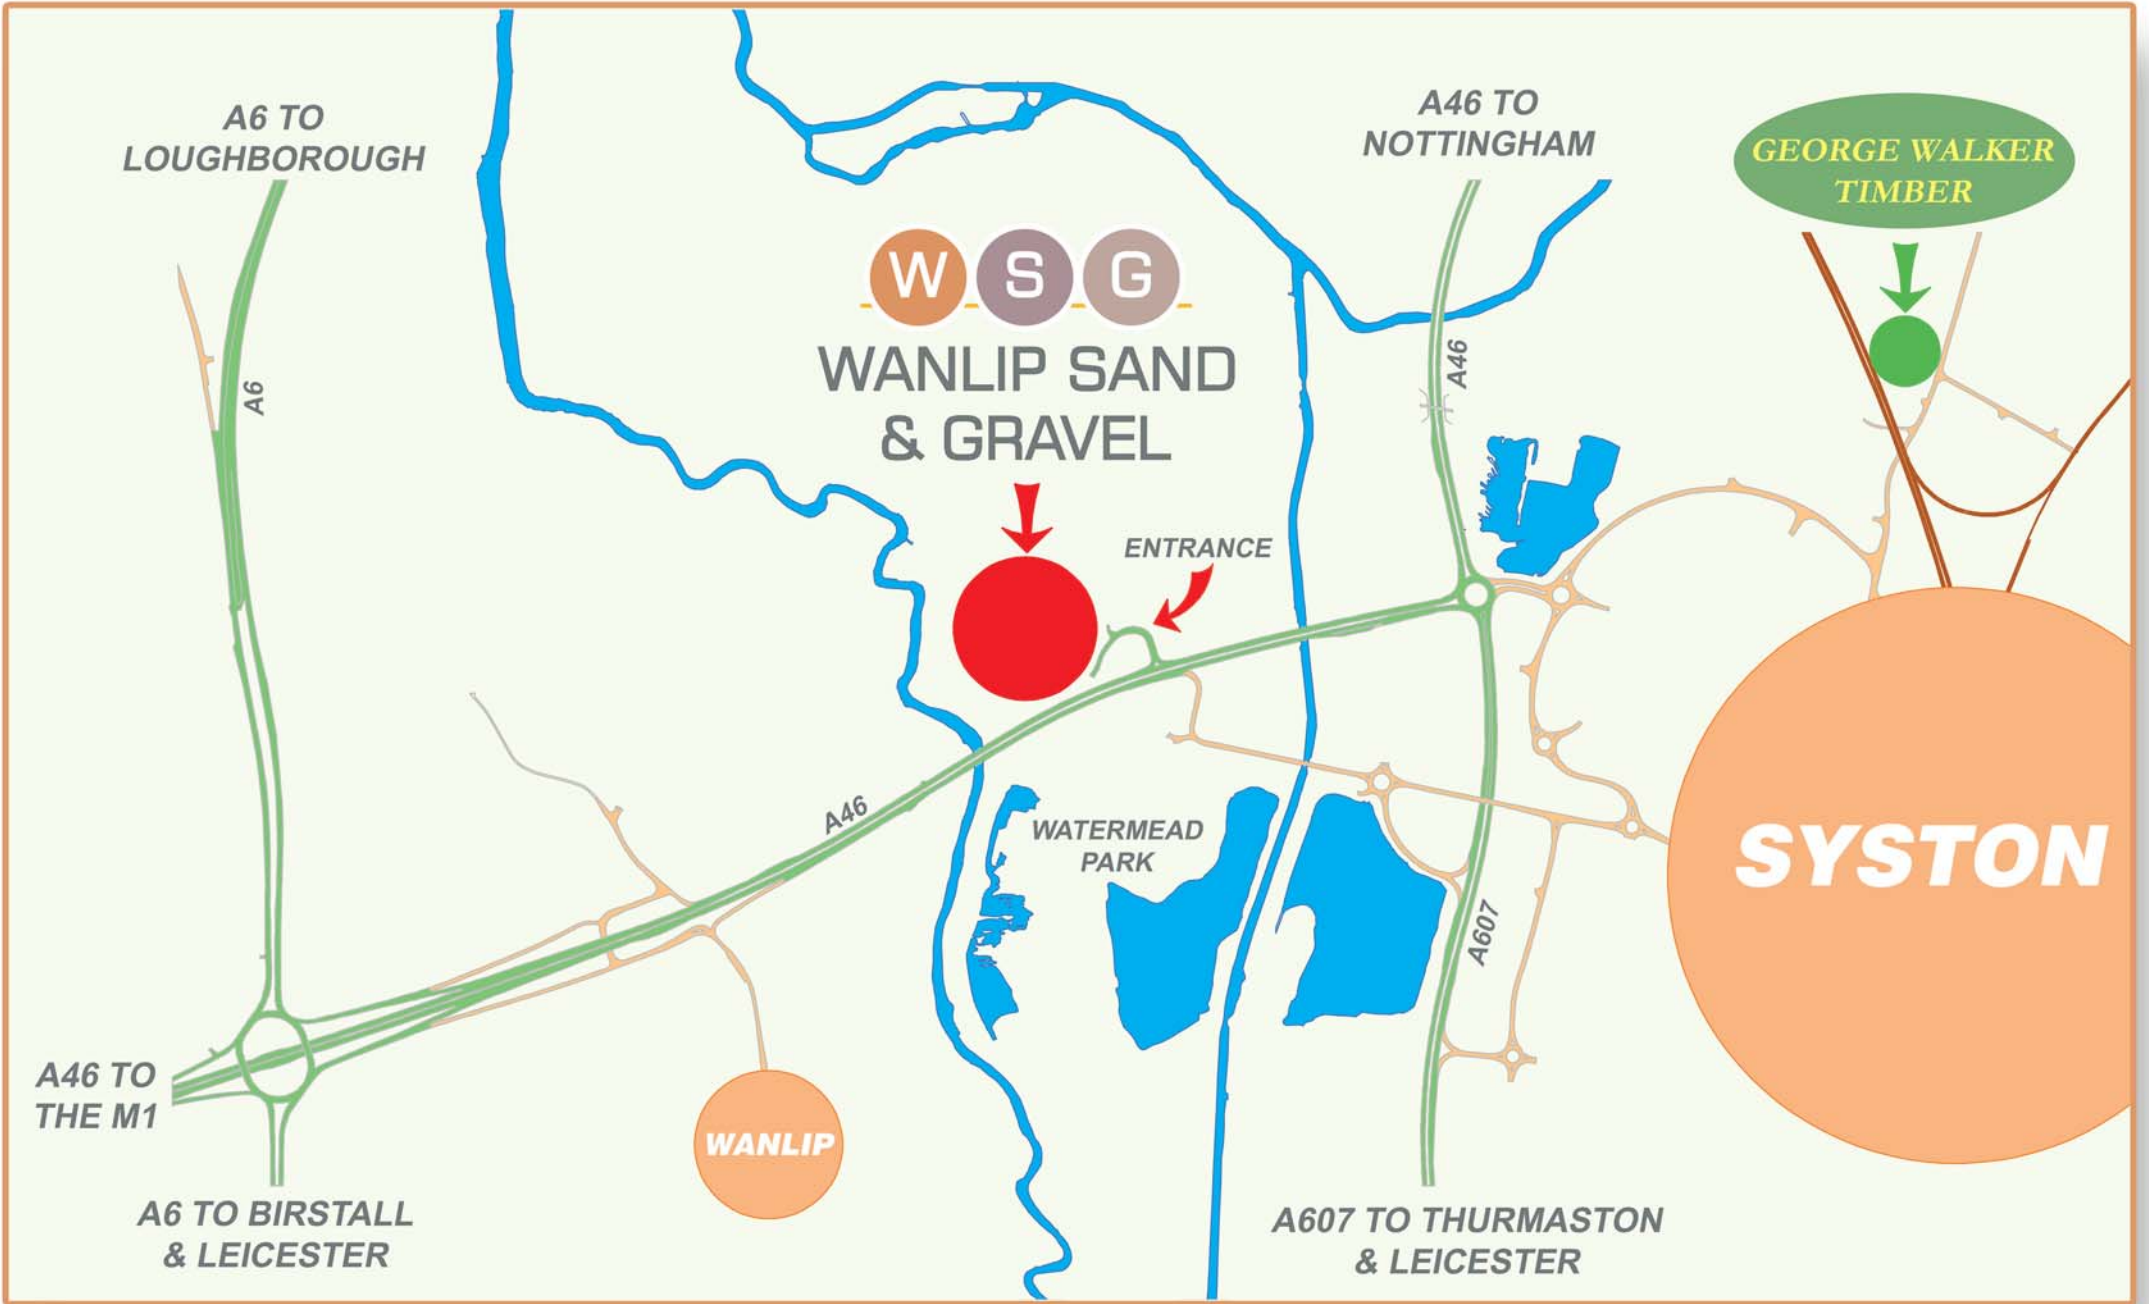 A6 TO
LOUGHBOROUGH
A46 TO
NOTTINGHAM
GEORGE WALKER
TIMBER
W S G
WANLIP SAND
& GRAVEL
A6
A46
ENTRANCE
A46
WATERMEAD
PARK
SYSTON
A607
A46 TO
THE M1
WANLIP
A6 TO BIRSTALL
& LEICESTER
A607 TO THURMASTON
& LEICESTER